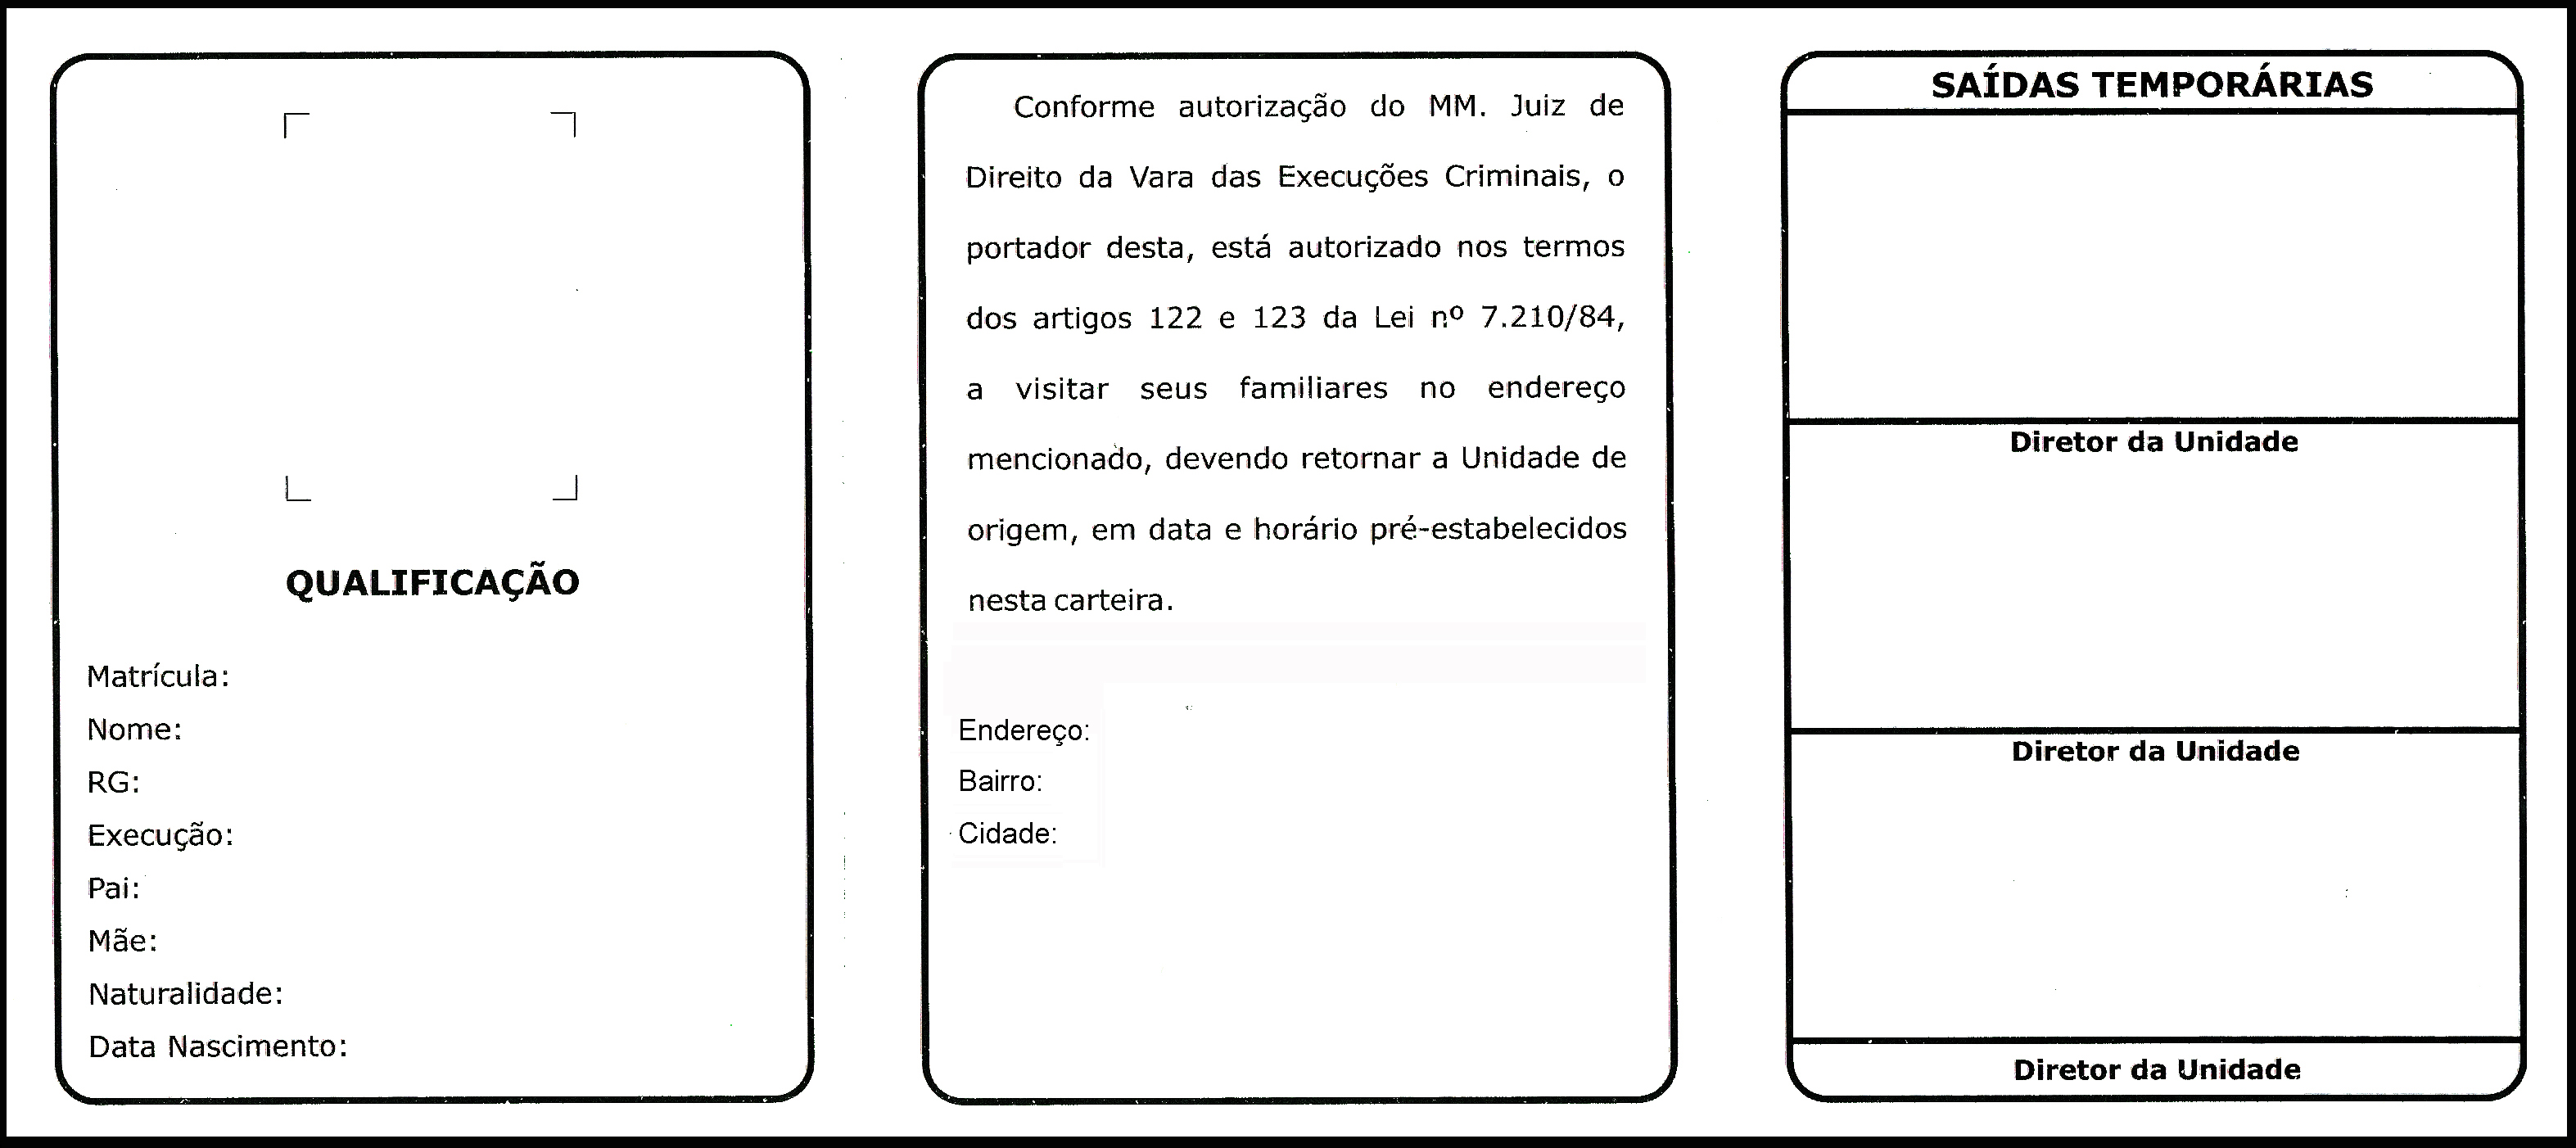 QUALIFICAÇÃO
Matrícula:
Nome:
RG:
Execução:
Pai:
Mãe:
Naturalidade:
Data Nascimento:
Conforme autorização do MM. Juiz de
Direito da Vara das Execuções Criminais, o
portador desta, está autorizado nos termos
dos artigos 122 e 123 da Lei nº 7.210/84,
a visitar seus familiares no endereço
mencionado, devendo retornar a Unidade de
origem, em data e horário pré-estabelecidos
nesta carteira.
Endereço:
Bairro:
Cidade:
SAÍDAS TEMPORÁRIAS
Diretor da Unidade
Diretor da Unidade
Diretor da Unidade